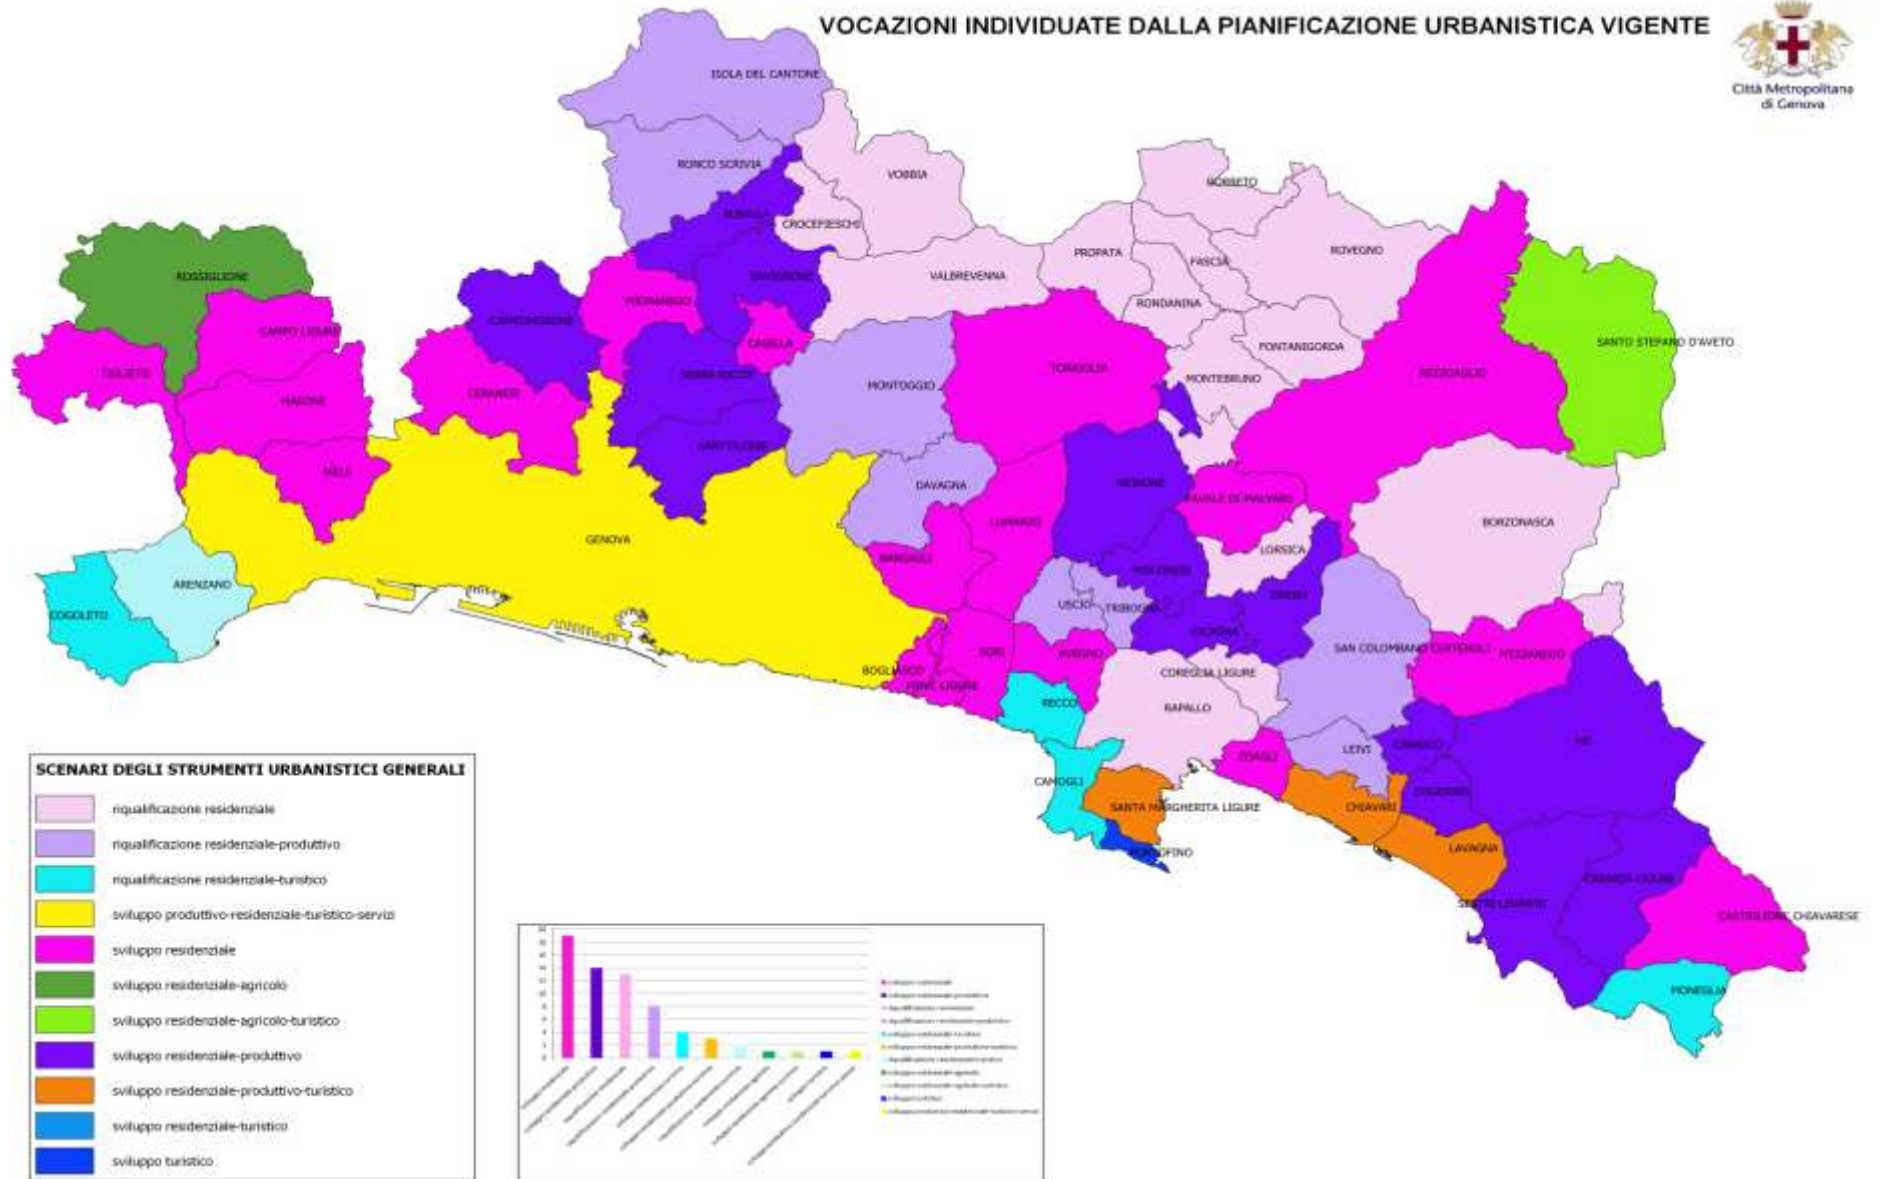 VOCAZIONI INDIVIDUATE DALLA PIANIFICAZIONE URBANISTICA VIGENTE
Città Metropolitana
di Genova
ISOLA DEL CANTONE
RONCO SCRIVIA
VOBBIA
GORRETO
BUSALLA
CROCEFIESCHI
ROVEGNO
PROPATA
FASCIA
ROSSIGLIONE
VALBREVENNA
SAVIGNONE
RONDANINA
MIGNANEGO
CAMPOMORONE
CAMPO LIGURE
CASELLA
SANTO STEFANO D'AVETO
FONTANIGORDA
TIGLIETO
TORRIGLIA
REZZOAGLIO
SERRA RICCO'
MONTEBRUNO
MONTOGGIO
CERANESI
MASONE
SANT'OLCESE
MELE
DAVAGNA
NEIRONE
FAVALE DI MALVARO
LUMARZO
BORZONASCA
GENOVA
LORSICA
BARGAGLI
MOCONESI
ARENZANO
ORERO
USCIO
TRIBOGNA
COGOLETO
CICAGNA
SAN COLOMBANO CERTENOLI
MEZZANEGO
SORI
AVEGNO
BOGLIASCO
COREGLIA LIGURE
PIEVE LIGURE
RECCO
RAPALLO
NE
CARASCO
LEIVI
ZOAGLI
CAMOGLI
COGORNO
SANTA MARGHERITA LIGURE
CHIAVARI
LAVAGNA
PORTOFINO
CASARZA LIGURE
SESTRI LEVANTE
CASTIGLIONE CHIAVARESE
MONEGLIA
SCENARI DEGLI STRUMENTI URBANISTICI GENERALI
riqualificazione residenziale
riqualificazione residenziale-produttivo
riqualificazione residenziale-turistico
sviluppo produttivo-residenziale-turistico-servizi
sviluppo residenziale
sviluppo residenziale-agricolo
sviluppo residenziale-agricolo-turistico
sviluppo residenziale-produttivo
sviluppo residenziale-produttivo-turistico
sviluppo residenziale-turistico
sviluppo turistico